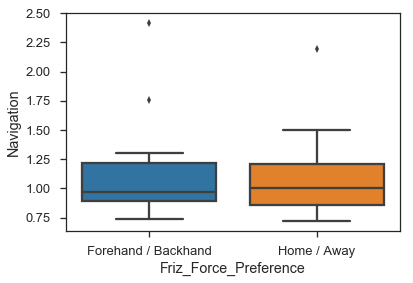 2.50
2.25
2.00
1.75
1.50
1.25
1.00
0.75
Navigation
Forehand / Backhand
Home / Away
Friz_Force_Preference